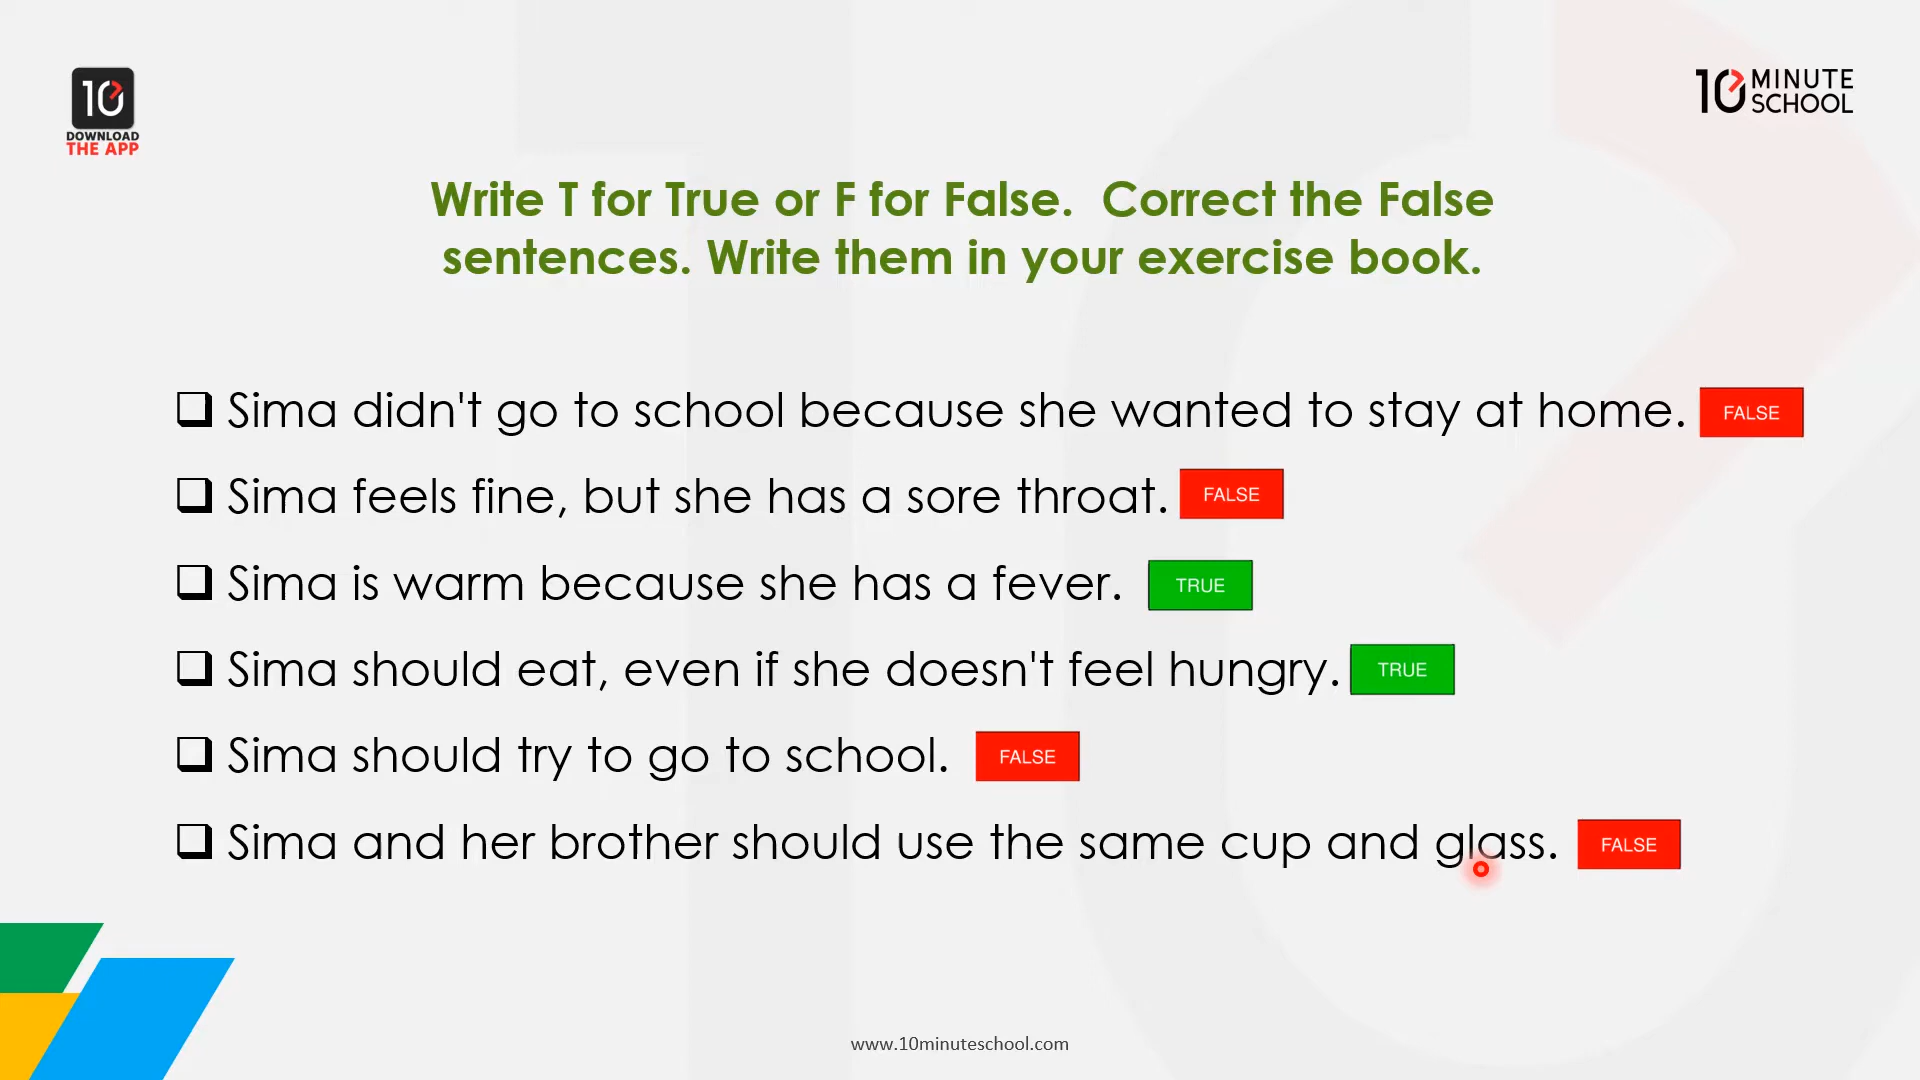 10
DOWNLOAD
THE APP
10 MINUTE
SCHOOL
Write T for True or F for False.  Correct the False
sentences. Write them in your exercise book.
Sima didn't go to school because she wanted to stay at home. FALSE
Sima feels fine, but she has a sore throat. FALSE
Sima is warm because she has a fever. TRUE
Sima should eat, even if she doesn't feel hungry. TRUE
Sima should try to go to school. FALSE
Sima and her brother should use the same cup and glass. FALSE
www.10minuteschool.com